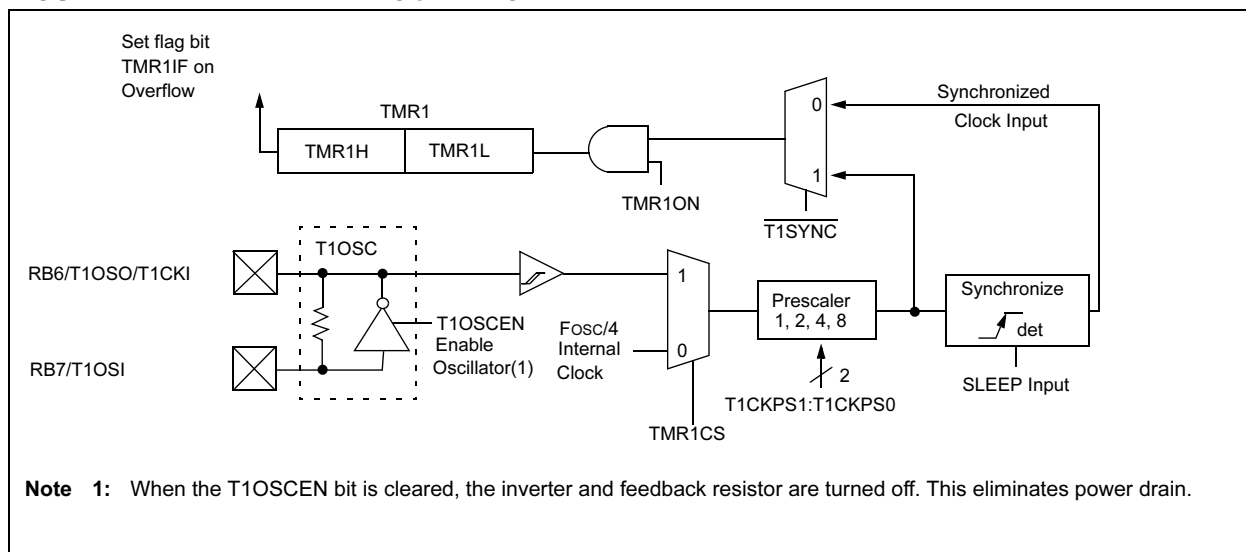 Set flag bit
TMR1IF on
Overflow
TMR1
TMR1H
TMR1L
TMR1ON
0
1
T1SYNC
Synchronized
Clock Input
RB6/T1OSO/T1CKI
T1OSC
RB7/T1OSI
T1OSCEN
Enable
Oscillator(1)
FOSC/4
Internal
Clock
1
0
TMR1CS
Prescaler
1, 2, 4, 8
2
T1CKPS1:T1CKPS0
Synchronize
det
SLEEP Input
Note 1: When the T1OSCEN bit is cleared, the inverter and feedback resistor are turned off. This eliminates power drain.